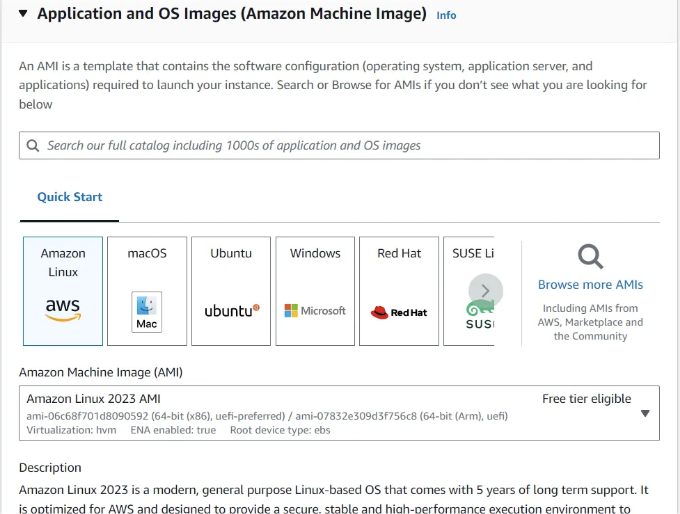 Application and OS Images (Amazon Machine Image) Info
An AMI is a template that contains the software configuration (operating system, application server, and
applications) required to launch your instance. Search or Browse for AMIs if you don't see what you are looking for
below
Search our full catalog including 1000s of application and OS images
Quick Start
Amazon
Linux
aws
macOS
Mac
Ubuntu
ubuntu
Windows
Microsoft
Red Hat
Red Hat
SUSE Li
SUS
Browse more AMIs
Including AMIs from
AWS, Marketplace and
the Community
Amazon Machine Image (AMI)
Amazon Linux 2023 AMI Free tier eligible
ami-06c68f701d8090592 (64-bit (x86), uefi-preferred) / ami-07832e309d3f756c8 (64-bit (Arm), uefi)
Virtualization: hvm ENA enabled: true Root device type: ebs
Description
Amazon Linux 2023 is a modern, general purpose Linux-based OS that comes with 5 years of long term support. It
is optimized for AWS and designed to provide a secure, stable and high-performance execution environment to